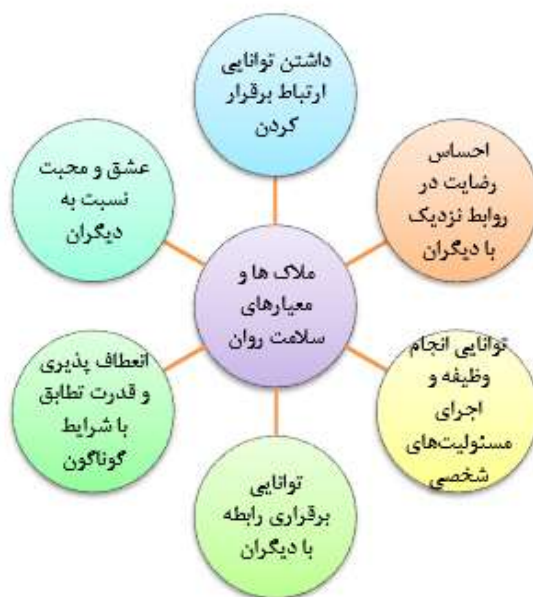 داشتن توانایی
ارتباط برقرار
کردن
احساس
رضایت در
روابط نزدیک
با دیگران
توانایی انجام
وظیفه و
اجرای
مسئولیت‌های
شخصی
توانایی
برقراری رابطه
با دیگران
انعطاف پذیری
و قدرت تطابق
با شرایط
گوناگون
عشق و محبت
نسبت به
دیگران
ملاک ها و
معیارهای
سلامت روان